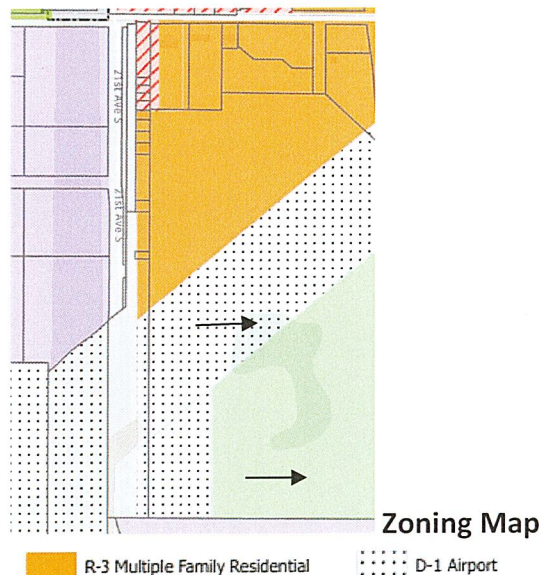 21st Ave S
21st Ave S
Zoning Map
R-3 Multiple Family Residential
D-1 Airport